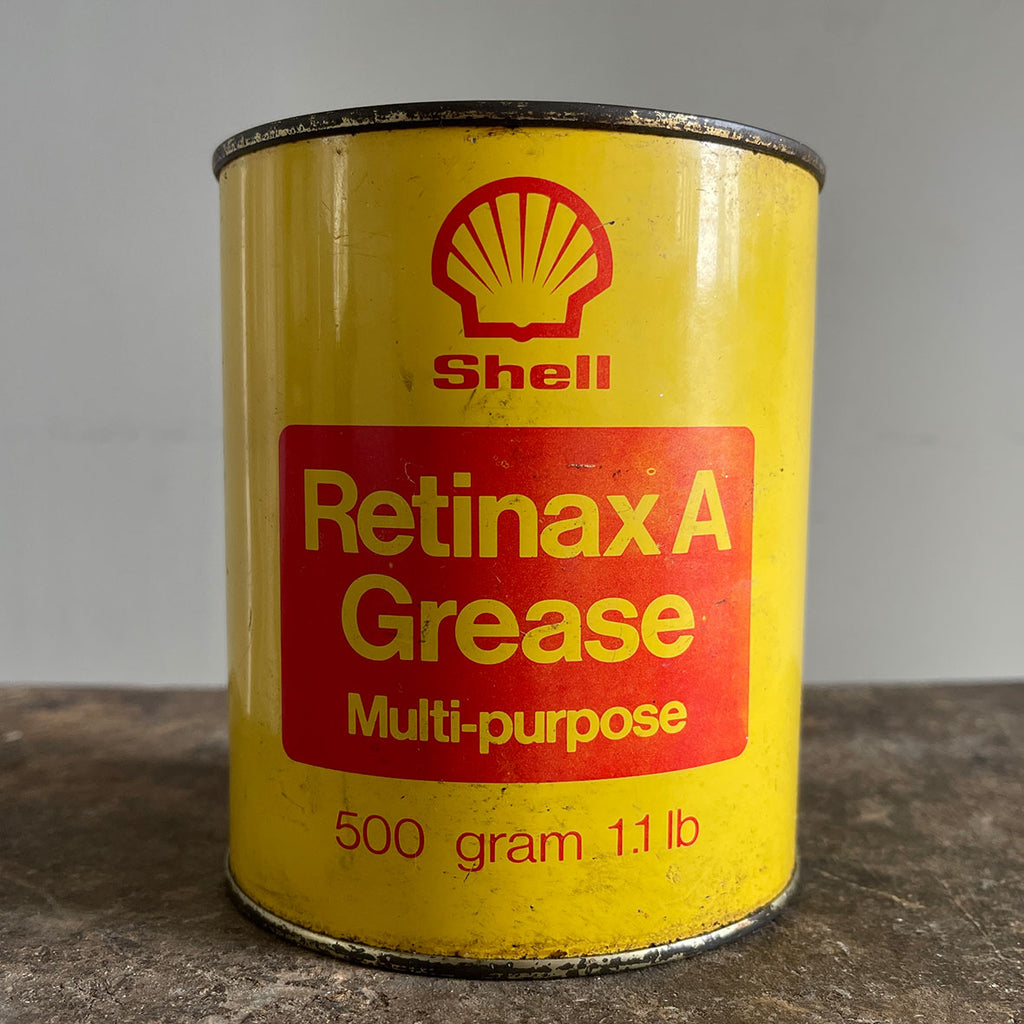 Shell
Retinax A
Grease
Multi-purpose
500 gram 1.1 lb